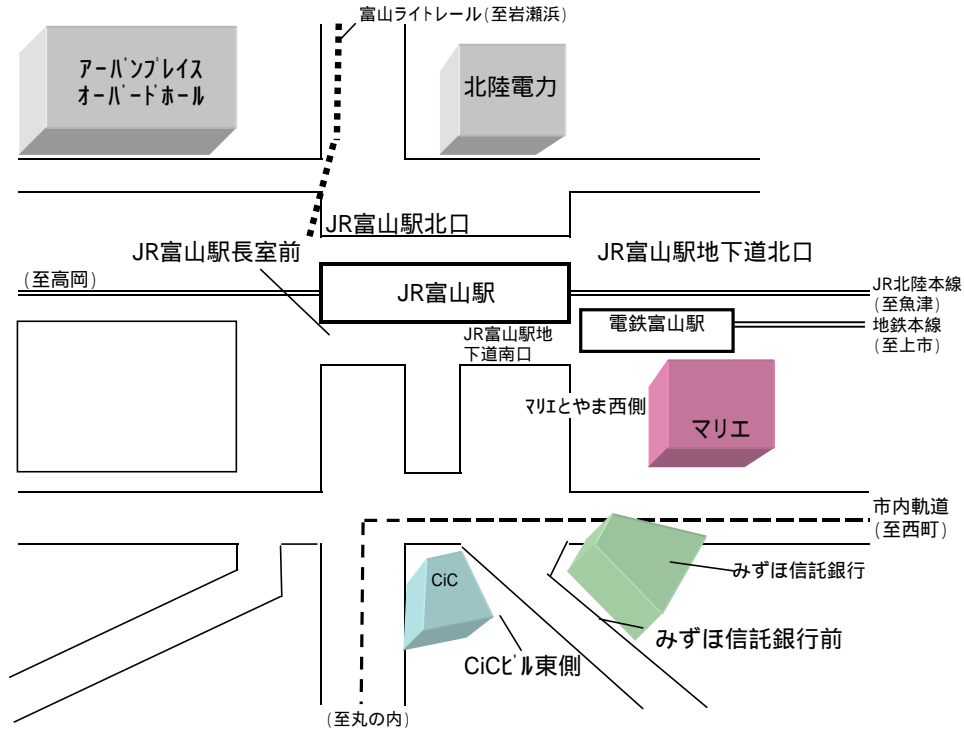 富山ライトレール(至岩瀬浜)
アーバンプレイス
オーバードホール
北陸電力
JR富山駅北口
JR富山駅長室前
JR富山駅地下道北口
(至高岡)
JR富山駅
JR北陸本線
(至魚津)
電鉄富山駅
地鉄本線
(至上市)
JR富山駅地
下道南口
マリエとやま西側
マリエ
市内軌道
(至西町)
CiC
みずほ信託銀行
みずほ信託銀行前
CiCビル東側
(至丸の内)